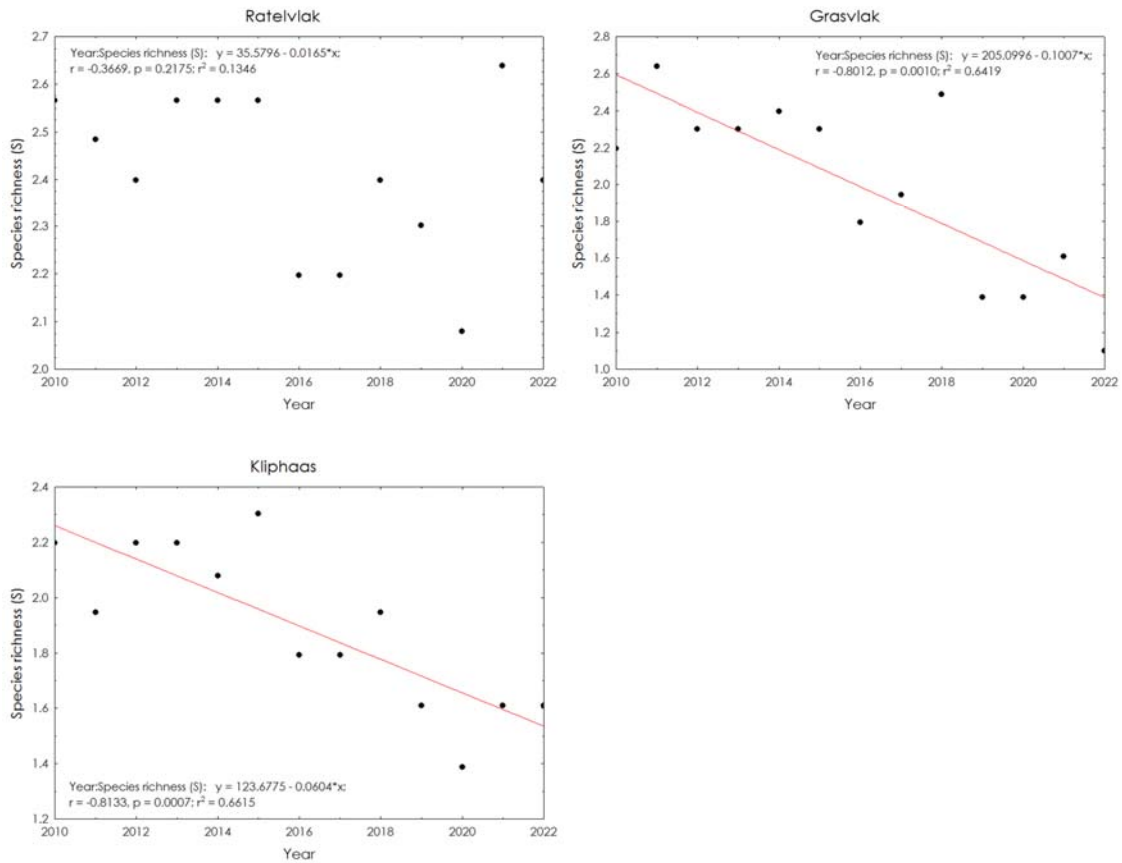 Ratelvlak
Year:Species richness (S): y = 35.5796 - 0.0165*x;
r = -0.3669, p = 0.2175; r² = 0.1346
Species richness (S)
2.7
2.6
2.5
2.4
2.3
2.2
2.1
2.0
2010 2012 2014 2016 2018 2020 2022
Year
Grasvlak
Year:Species richness (S): y = 205.0996 - 0.1007*x;
r = -0.8012, p = 0.0010; r² = 0.6419
Species richness (S)
2.8
2.6
2.4
2.2
2.0
1.8
1.6
1.4
1.2
1.0
2010 2012 2014 2016 2018 2020 2022
Year
Kliphaas
Species richness (S)
2.4
2.2
2.0
1.8
1.6
1.4
1.2
Year:Species richness (S): y = 123.6775 - 0.0604*x;
r = -0.8133, p = 0.0007; r² = 0.6615
2010 2012 2014 2016 2018 2020 2022
Year